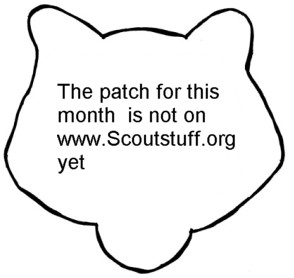 The patch for this
month  is not on
www.Scoutstuff.org
yet